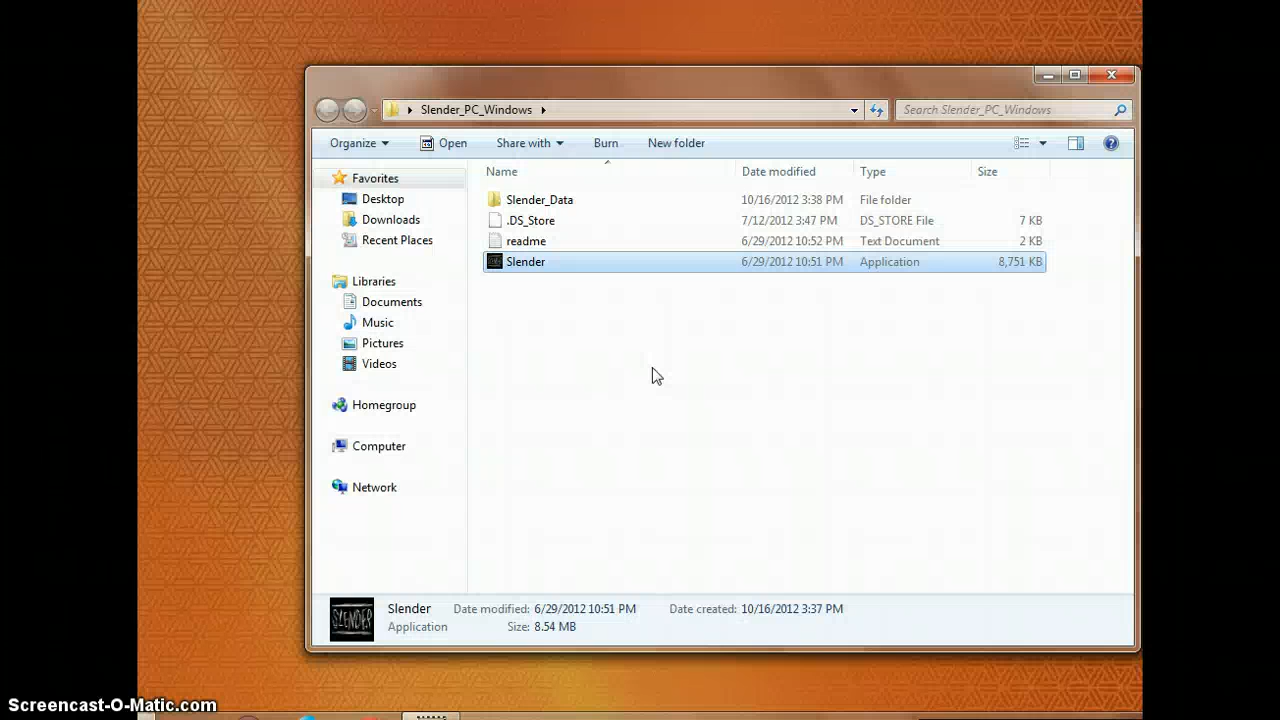 Slender_PC_Windows
Search Slender_PC_Windows
Organize Open Share with Burn New folder
Favorites
Desktop
Downloads
Recent Places
Libraries
Documents
Music
Pictures
Videos
Homegroup
Computer
Network
Name Date modified Type Size
Slender_Data 10/16/2012 3:38 PM File folder
.DS_Store 7/12/2012 3:47 PM DS_STORE File 7 KB
readme 6/29/2012 10:52 PM Text Document 2 KB
Slender 6/29/2012 10:51 PM Application 8,751 KB
SLENDER
Slender Date modified: 6/29/2012 10:51 PM Date created: 10/16/2012 3:37 PM
Application Size: 8.54 MB
Screencast-O-Matic.com